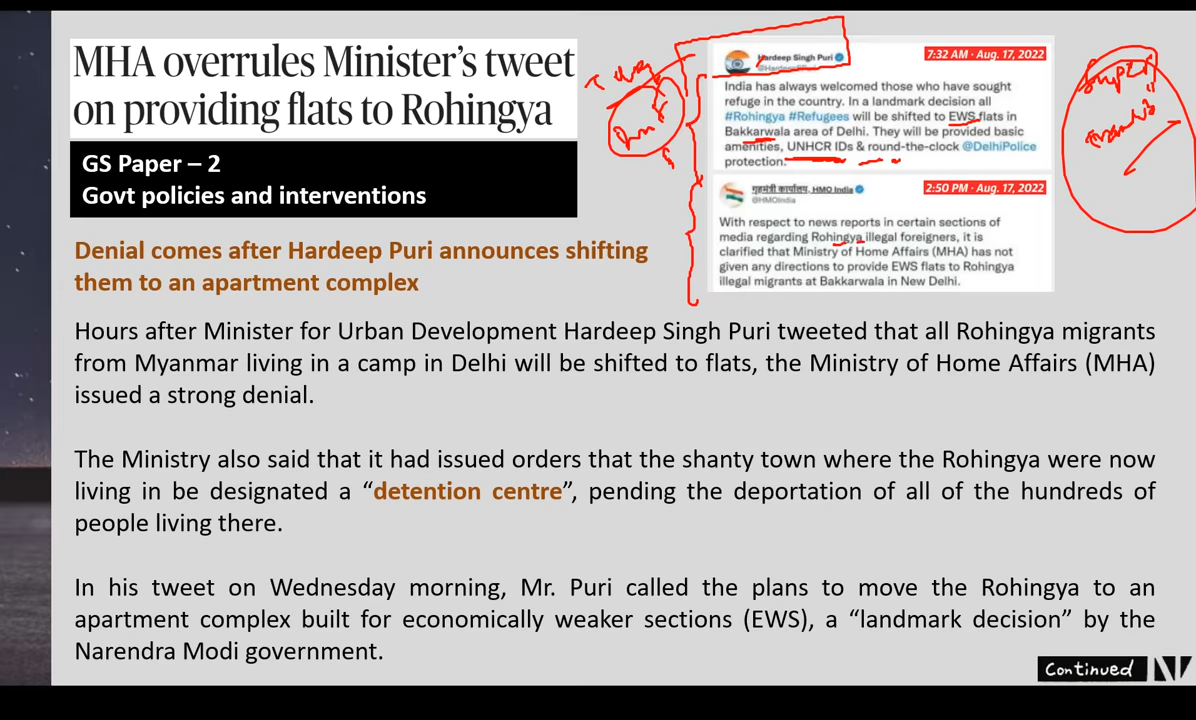 MHA overrules Minister's tweet
on providing flats to Rohingya
GS Paper – 2
Govt policies and interventions
Denial comes after Hardeep Puri announces shifting
them to an apartment complex
Hardeep Singh Puri
7:32 AM - Aug. 17, 2022
India has always welcomed those who have sought
refuge in the country. In a landmark decision all
#Rohingya #Refugees will be shifted to EWS flats in
Bakkarwala area of Delhi. They will be provided basic
amenities, UNHCR IDs & round-the-clock @DelhiPolice
protection.
गृहमंत्री कार्यालय, HMO India
2:50 PM - Aug. 17, 2022
@HMOIndia
With respect to news reports in certain sections of
media regarding Rohingya illegal foreigners, it is
clarified that Ministry of Home Affairs (MHA) has not
given any directions to provide EWS flats to Rohingya
illegal migrants at Bakkarwala in New Delhi.
Hours after Minister for Urban Development Hardeep Singh Puri tweeted that all Rohingya migrants
from Myanmar living in a camp in Delhi will be shifted to flats, the Ministry of Home Affairs (MHA)
issued a strong denial.
The Ministry also said that it had issued orders that the shanty town where the Rohingya were now
living in be designated a “detention centre”, pending the deportation of all of the hundreds of
people living there.
In his tweet on Wednesday morning, Mr. Puri called the plans to move the Rohingya to an
apartment complex built for economically weaker sections (EWS), a “landmark decision” by the
Narendra Modi government.
Continued